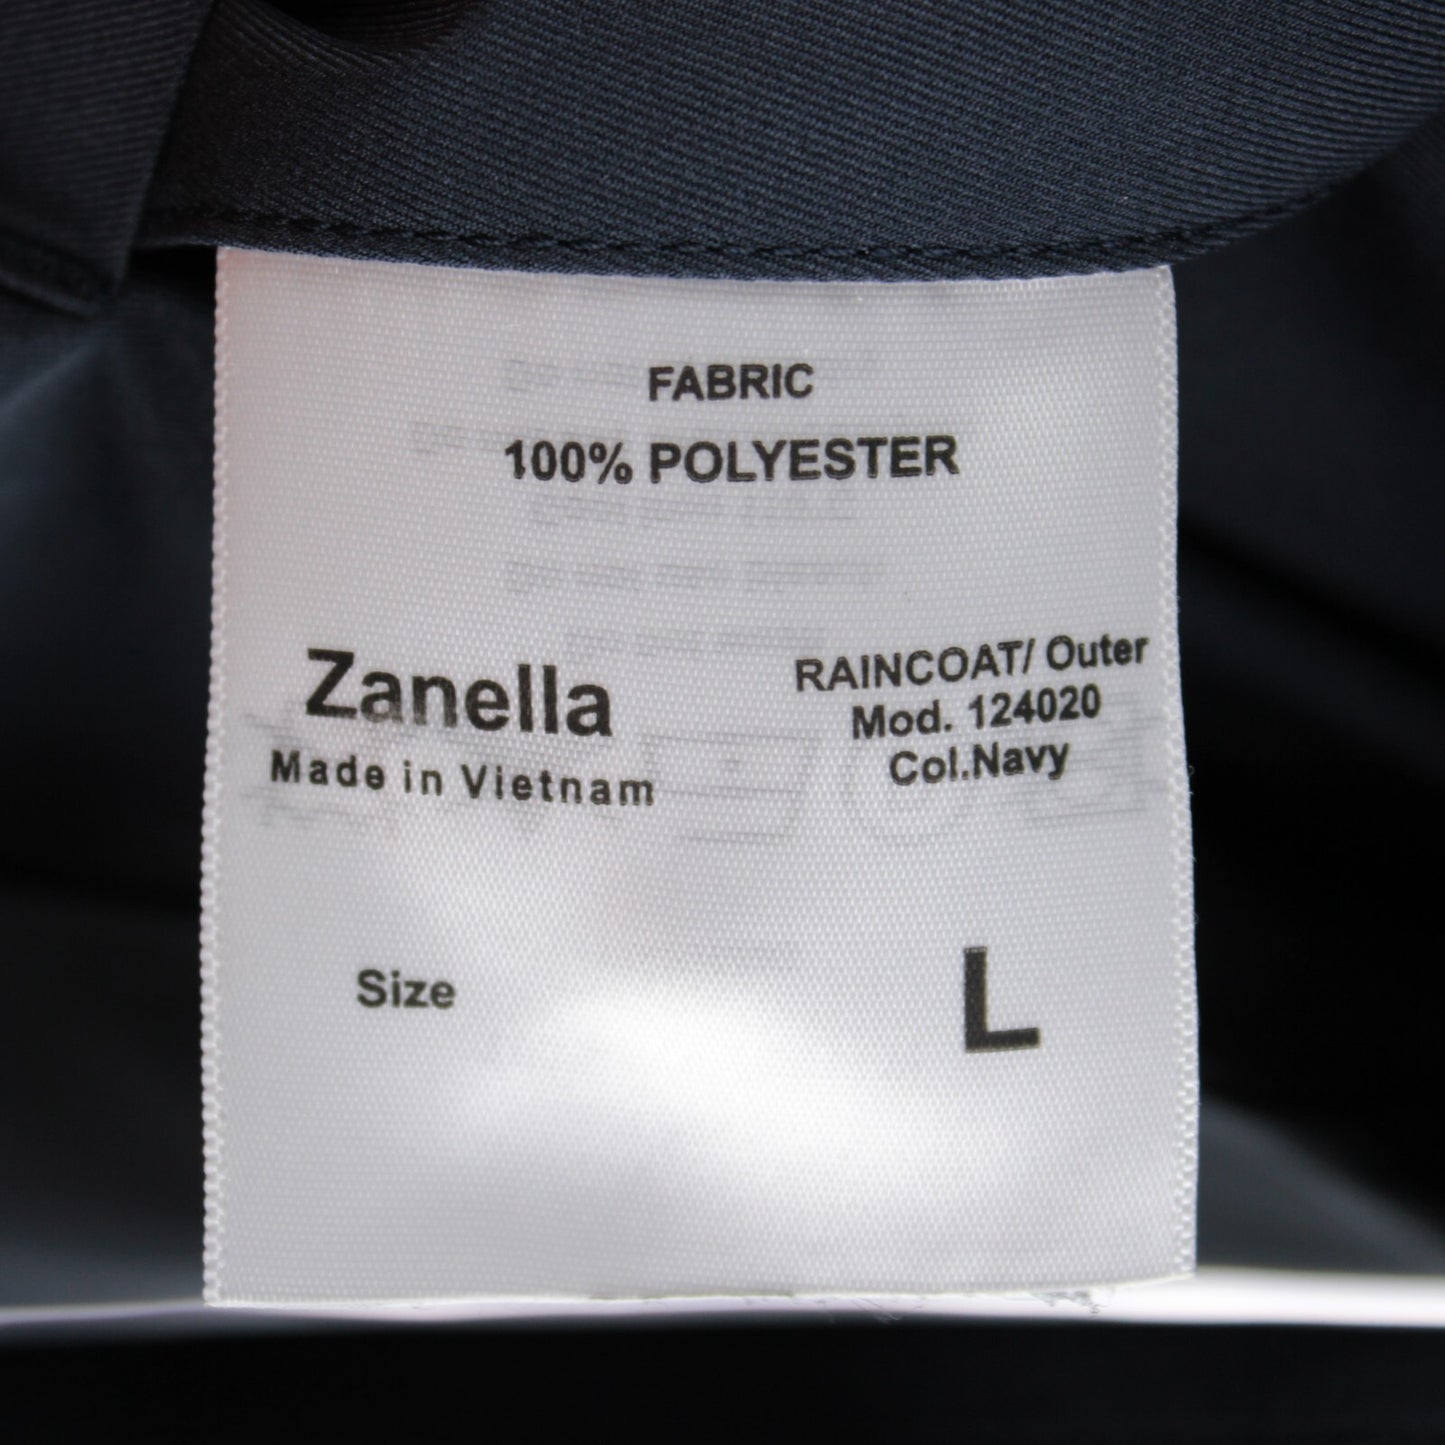 FABRIC
100% POLYESTER
Zanella
Made in Vietnam
RAINCOAT/ Outer
Mod. 124020
Col.Navy
Size
L